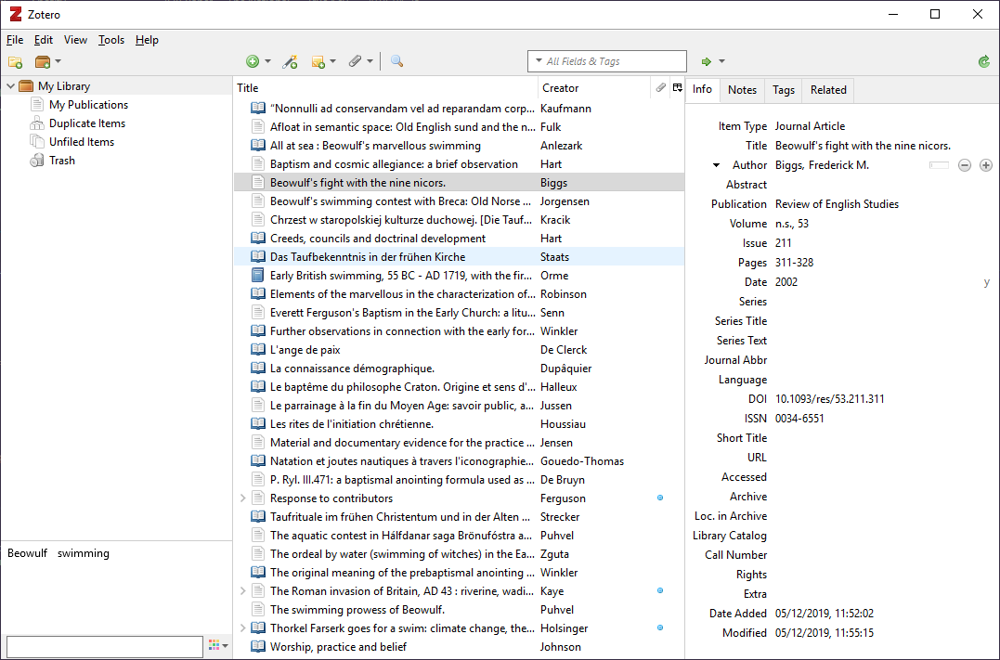 Zotero
File Edit View Tools Help
All Fields & Tags
My Library
My Publications
Duplicate Items
Unfiled Items
Trash
Beowulf swimming
Title Creator
“Nonnulli ad conservandam vel ad reparandam corp... Kaufmann
Afloat in semantic space: Old English sund and the n... Fulk
All at sea : Beowulf's marvellous swimming Anlezark
Baptism and cosmic allegiance: a brief observation Hart
Beowulf's fight with the nine nicors. Biggs
Beowulf's swimming contest with Breca: Old Norse ... Jorgensen
Chrzest w staropolskiej kulturze duchowej. [Die Tauf... Kracik
Creeds, councils and doctrinal development Hart
Das Taufbekenntnis in der frühen Kirche Staats
Early British swimming, 55 BC - AD 1719, with the fir... Orme
Elements of the marvellous in the characterization of... Robinson
Everett Ferguson's Baptism in the Early Church: a litu... Senn
Further observations in connection with the early for... Winkler
L'ange de paix De Clerck
La connaissance démographique. Dupâquier
Le baptême du philosophe Craton. Origine et sens d'... Halleux
Le parrainage à la fin du Moyen Age: savoir public, a... Jussen
Les rites de l'initiation chrétienne. Houssiau
Material and documentary evidence for the practice ... Jensen
Natation et joutes nautiques à travers l'iconographie... Gouedo-Thomas
P. Ryl. III.471: a baptismal anointing formula used as ... De Bruyn
Response to contributors Ferguson
Taufrituale im frühen Christentum und in der Alten ... Strecker
The aquatic contest in Hálfdanar saga Brönufóstra a... Puhvel
The ordeal by water (swimming of witches) in the Ea... Zguta
The original meaning of the prebaptismal anointing ... Winkler
The Roman invasion of Britain, AD 43 : riverine, wadi... Kaye
The swimming prowess of Beowulf. Puhvel
Thorkel Farserk goes for a swim: climate change, the... Holsinger
Worship, practice and belief Johnson
Info Notes Tags Related
Item Type Journal Article
Title Beowulf's fight with the nine nicors.
Author Biggs, Frederick M.
Abstract
Publication Review of English Studies
Volume n.s., 53
Issue 211
Pages 311-328
Date 2002 y
Series
Series Title
Series Text
Journal Abbr
Language
DOI 10.1093/res/53.211.311
ISSN 0034-6551
Short Title
URL
Accessed
Archive
Loc. in Archive
Library Catalog
Call Number
Rights
Extra
Date Added 05/12/2019, 11:52:02
Modified 05/12/2019, 11:55:15